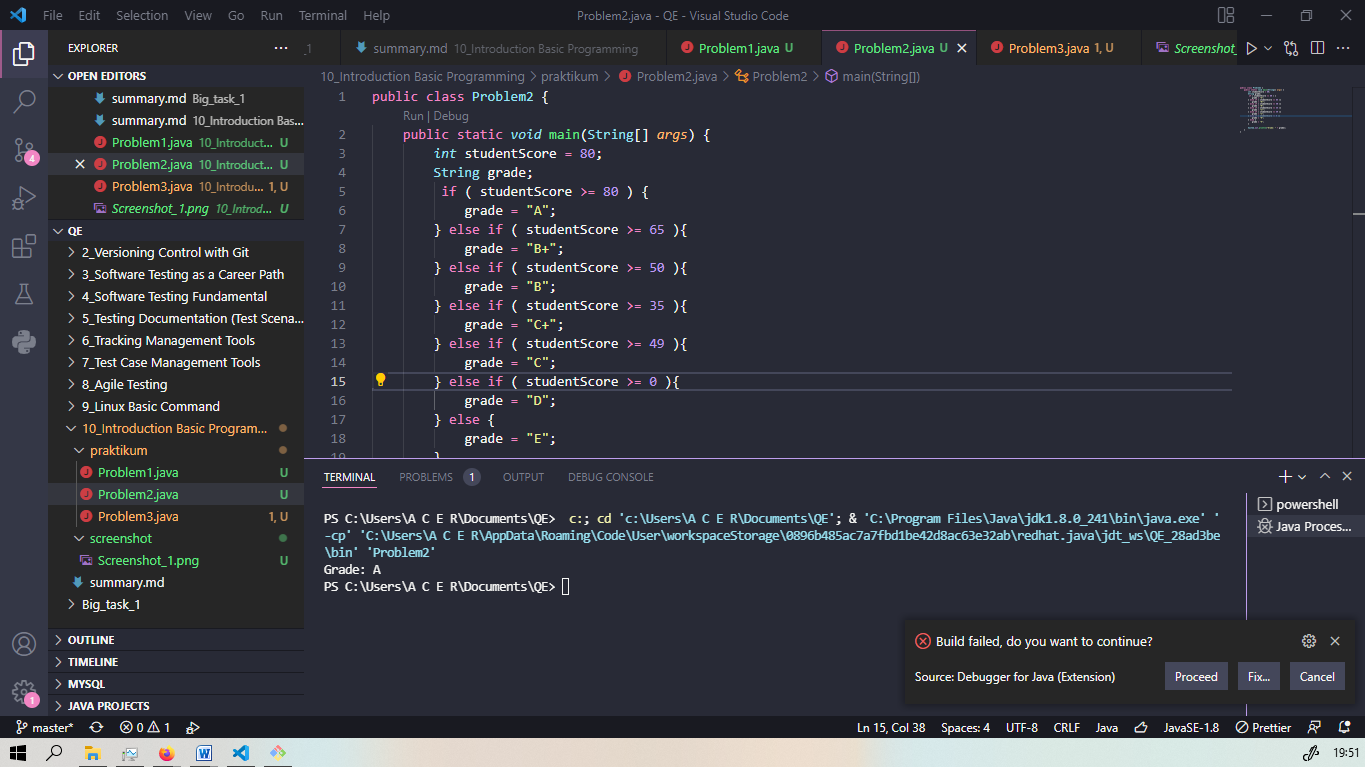 File Edit Selection View Go Run Terminal Help Problem2.java - QE - Visual Studio Code
EXPLORER
_1 summary.md 10_Introduction Basic Programming Problem1.java U Problem2.java U Problem3.java 1, U Screenshot_
10_Introduction Basic Programming > praktikum > Problem2.java > Problem2 > main(String[])
OPEN EDITORS
summary.md Big_task_1
summary.md 10_Introduction Bas...
Problem1.java 10_Introduct... U
Problem2.java 10_Introduct... U
Problem3.java 10_Introdu... 1, U
Screenshot_1.png 10_Introd... U
QE
2_Versioning Control with Git
3_Software Testing as a Career Path
4_Software Testing Fundamental
5_Testing Documentation (Test Scena...
6_Tracking Management Tools
7_Test Case Management Tools
8_Agile Testing
9_Linux Basic Command
10_Introduction Basic Program...
praktikum
Problem1.java U
Problem2.java U
Problem3.java 1, U
screenshot
Screenshot_1.png U
summary.md
Big_task_1
OUTLINE
TIMELINE
MYSQL
JAVA PROJECTS
4
1
1 public class Problem2 {
Run | Debug
2 public static void main(String[] args) {
3 int studentScore = 80;
4 String grade;
5 if ( studentScore >= 80 ) {
6 grade = "A";
7 } else if ( studentScore >= 65 ){
8 grade = "B+";
9 } else if ( studentScore >= 50 ){
10 grade = "B";
11 } else if ( studentScore >= 35 ){
12 grade = "C+";
13 } else if ( studentScore >= 49 ){
14 grade = "C";
15 } else if ( studentScore >= 0 ){
16 grade = "D";
17 } else {
18 grade = "E";
19 }
TERMINAL PROBLEMS 1 OUTPUT DEBUG CONSOLE
PS C:\Users\A C E R\Documents\QE> c:; cd 'c:\Users\A C E R\Documents\QE'; & 'C:\Program Files\Java\jdk1.8.0_241\bin\java.exe' '
-cp' 'C:\Users\A C E R\AppData\Roaming\Code\User\workspaceStorage\0896b485ac7a7fbd1be42d8ac63e32ab\redhat.java\jdt_ws\QE_28ad3be
\bin' 'Problem2'
Grade: A
PS C:\Users\A C E R\Documents\QE>
powershell
Java Proces...
Build failed, do you want to continue?
Source: Debugger for Java (Extension) Proceed Fix... Cancel
master* 0 1 Ln 15, Col 38 Spaces: 4 UTF-8 CRLF Java JavaSE-1.8 Prettier
19:51